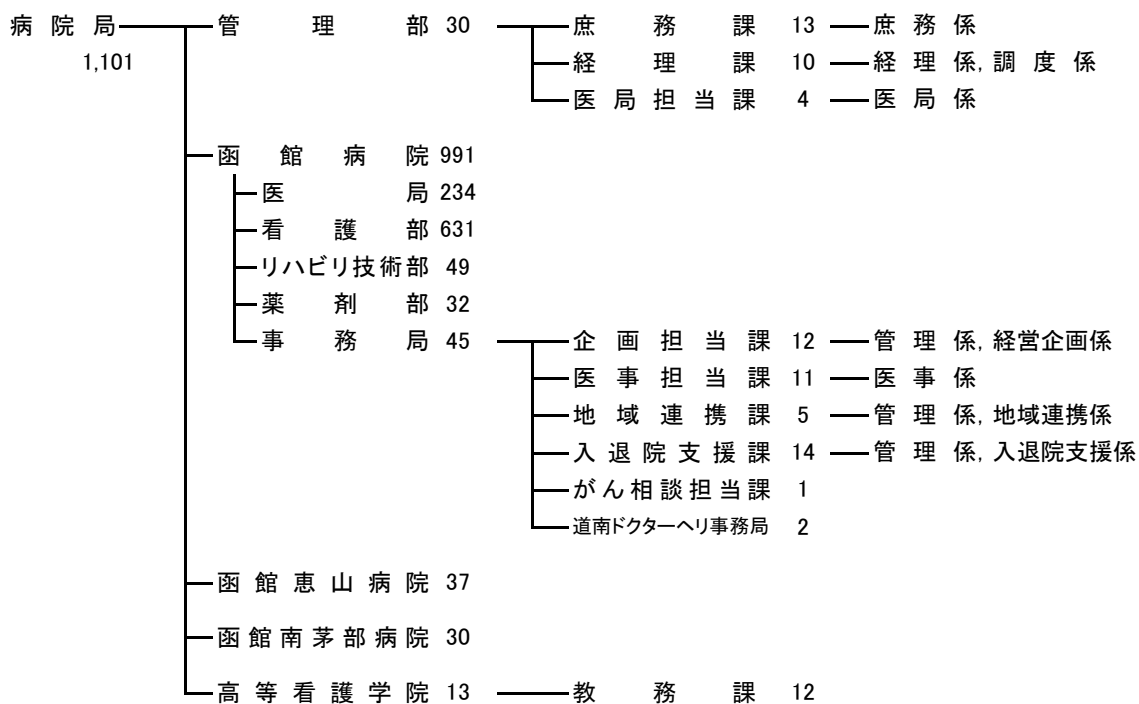 病院局 管理部 30 庶務課 13 庶務係
1,101 経理課 10 経理係, 調度係
医局担当課 4 医局係
函館病院 991
医局 234
看護部 631
リハビリ技術部 49
薬剤部 32
事務局 45 企画担当課 12 管理係, 経営企画係
医事担当課 11 医事係
地域連携課 5 管理係, 地域連携係
入退院支援課 14 管理係, 入退院支援係
がん相談担当課 1
道南ドクターヘリ事務局 2
函館恵山病院 37
函館南茅部病院 30
高等看護学院 13 教務課 12